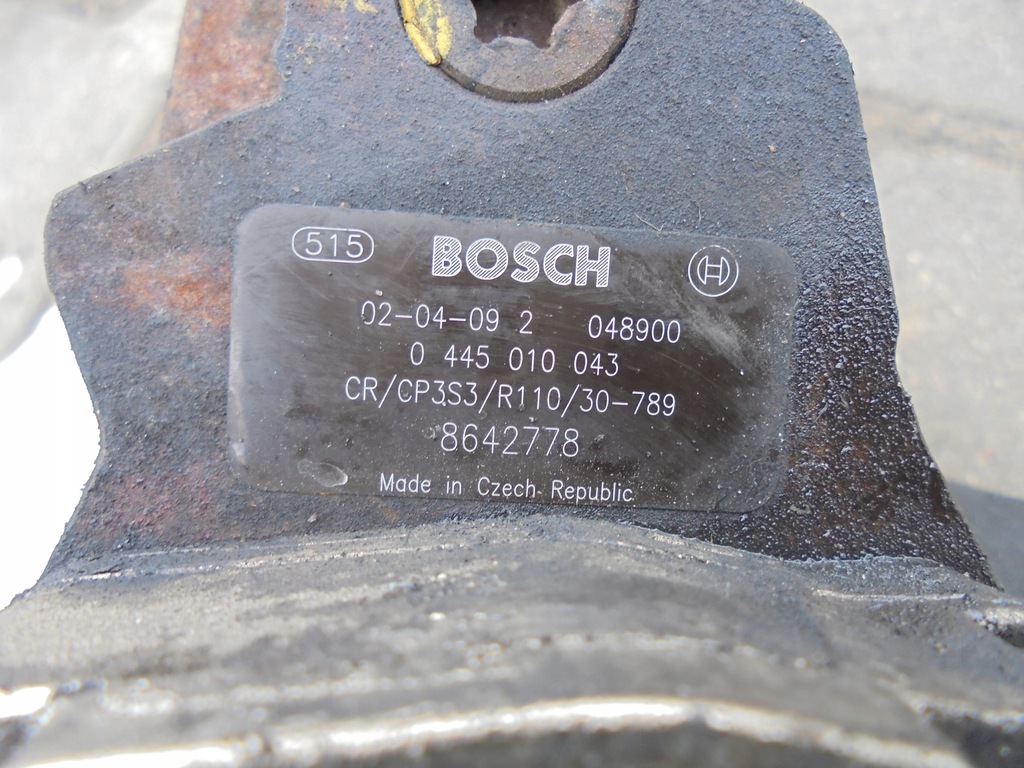 515 BOSCH H
02-04-09 2 048900
0 445 010 043
CR/CP3S3/R110/30-789
8642778
Made in Czech Republic